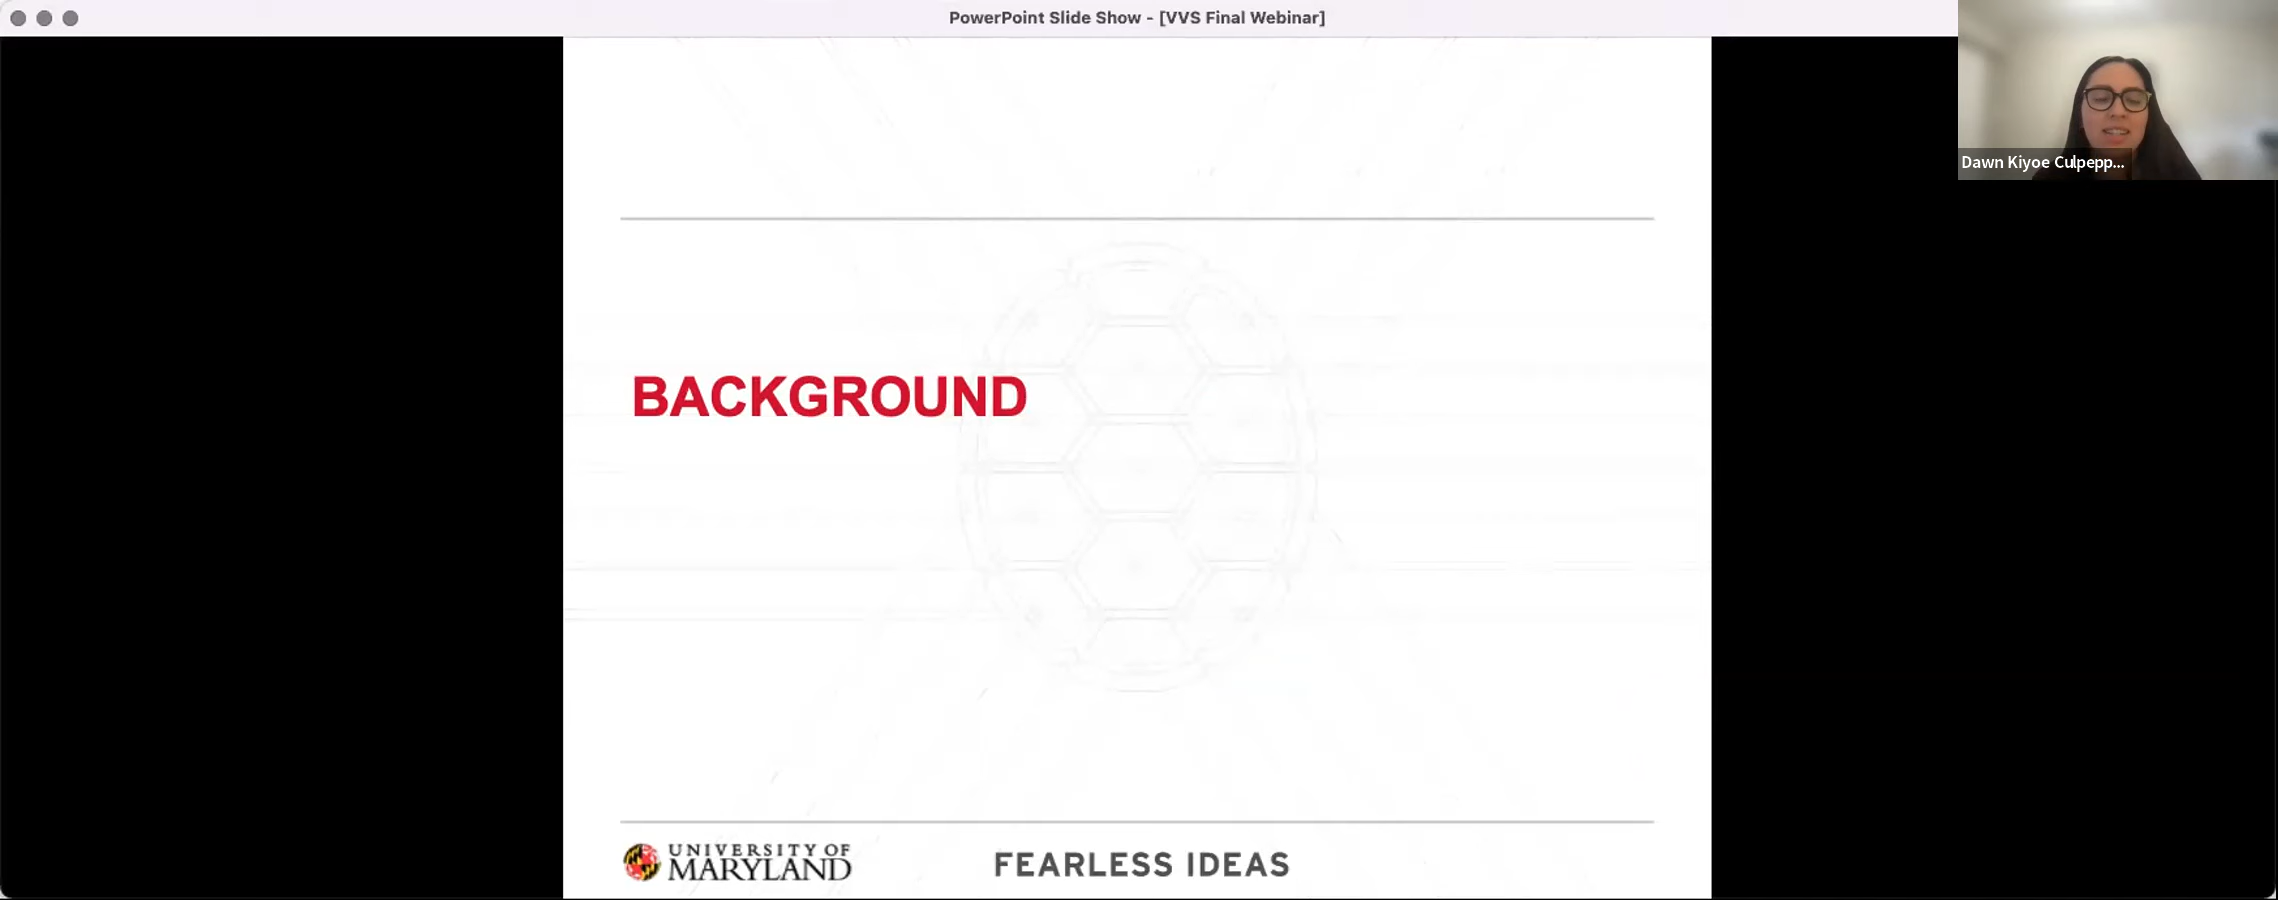 PowerPoint Slide Show - [VVS Final Webinar]
Dawn Kiyoe Culpepp...
BACKGROUND
UNIVERSITY OF
MARYLAND
FEARLESS IDEAS